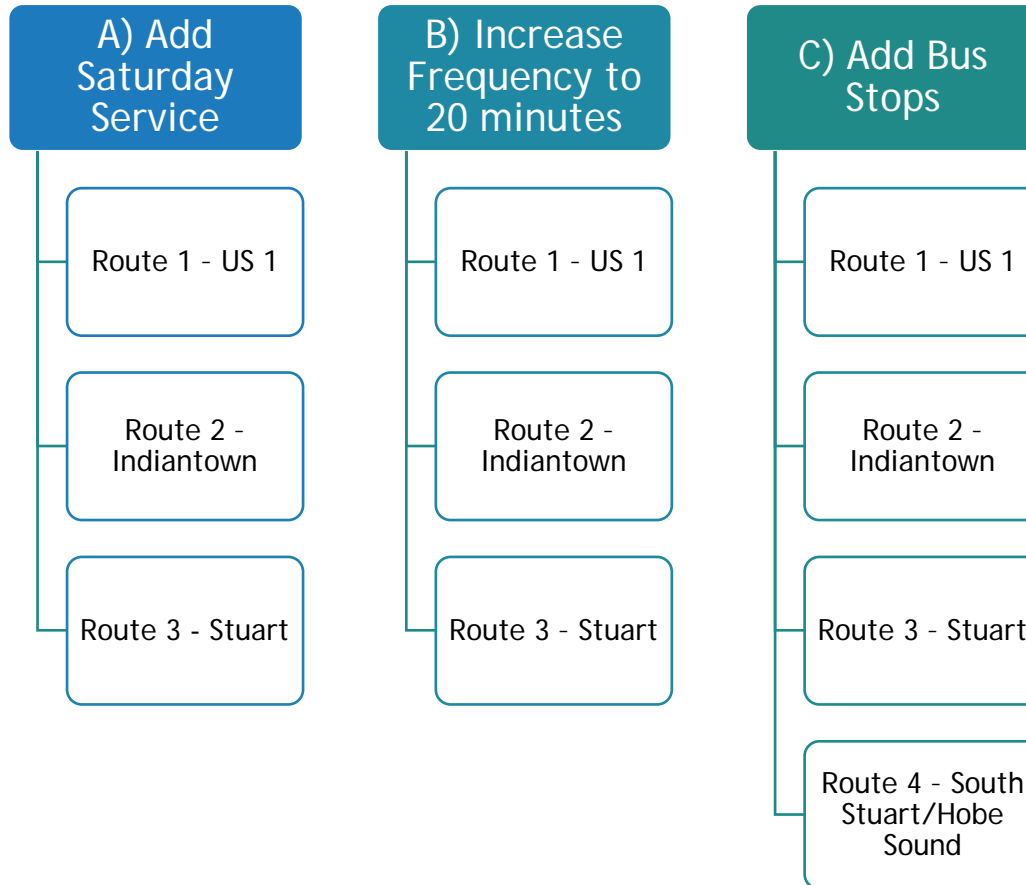 A) Add
Saturday
Service
Route 1 - US 1
Route 2 -
Indiantown
Route 3 - Stuart
B) Increase
Frequency to
20 minutes
Route 1 - US 1
Route 2 -
Indiantown
Route 3 - Stuart
C) Add Bus
Stops
Route 1 - US 1
Route 2 -
Indiantown
Route 3 - Stuart
Route 4 - South
Stuart/Hobe
Sound